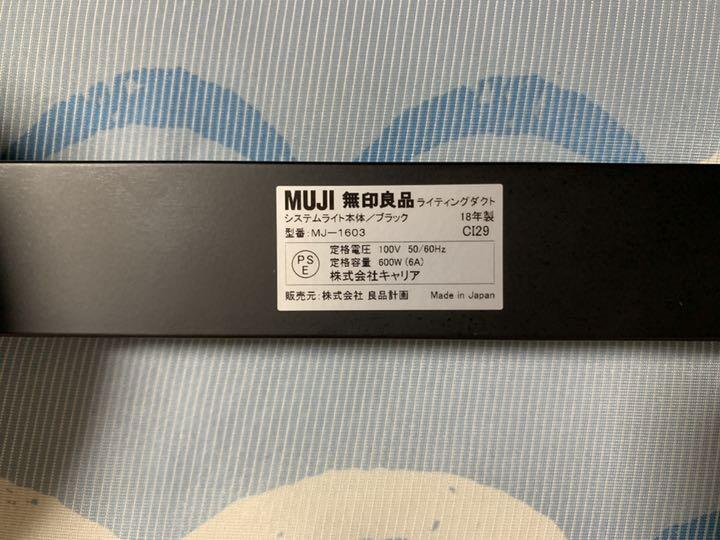 MUJI 無印良品 ライティングダクト
システムライト本体／ブラック 18年製
型番：MJ－1603 CI29
PSE
定格電圧 100V 50/60Hz
定格容量 600W(6A)
株式会社キャリア
販売元：株式会社 良品計画 Made in Japan